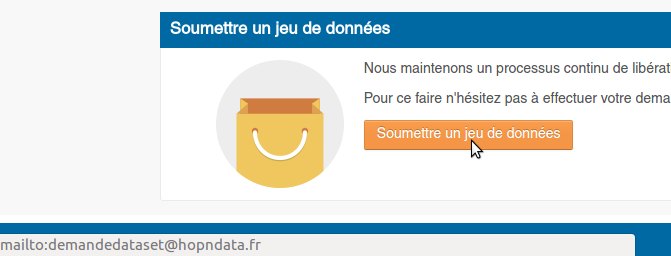 Soumettre un jeu de données
Nous maintenons un processus continu de libérat
Pour ce faire n'hésitez pas à effectuer votre dema
Soumettre un jeu de données
mailto:demandedataset@hopndata.fr